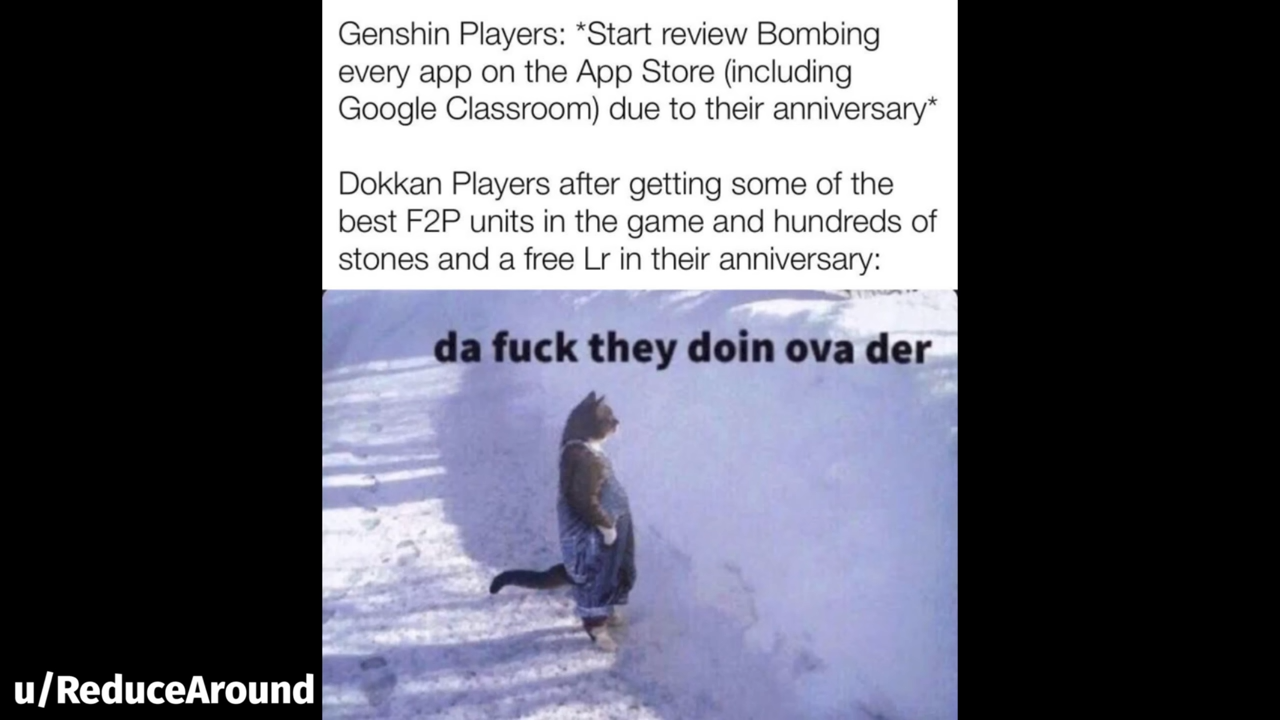 Genshin Players: *Start review Bombing
every app on the App Store (including
Google Classroom) due to their anniversary*
Dokkan Players after getting some of the
best F2P units in the game and hundreds of
stones and a free Lr in their anniversary:
da fuck they doin ova der
u/ReduceAround